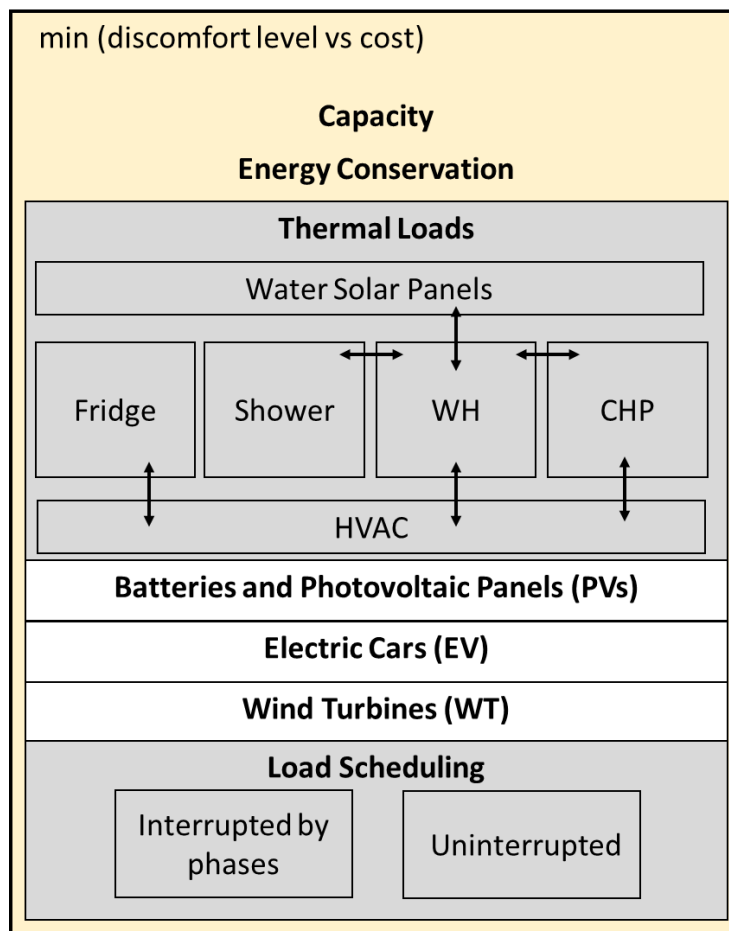 min (discomfort level vs cost)
Capacity
Energy Conservation
Thermal Loads
Water Solar Panels
Fridge
Shower
WH
CHP
HVAC
Batteries and Photovoltaic Panels (PVs)
Electric Cars (EV)
Wind Turbines (WT)
Load Scheduling
Interrupted by
phases
Uninterrupted